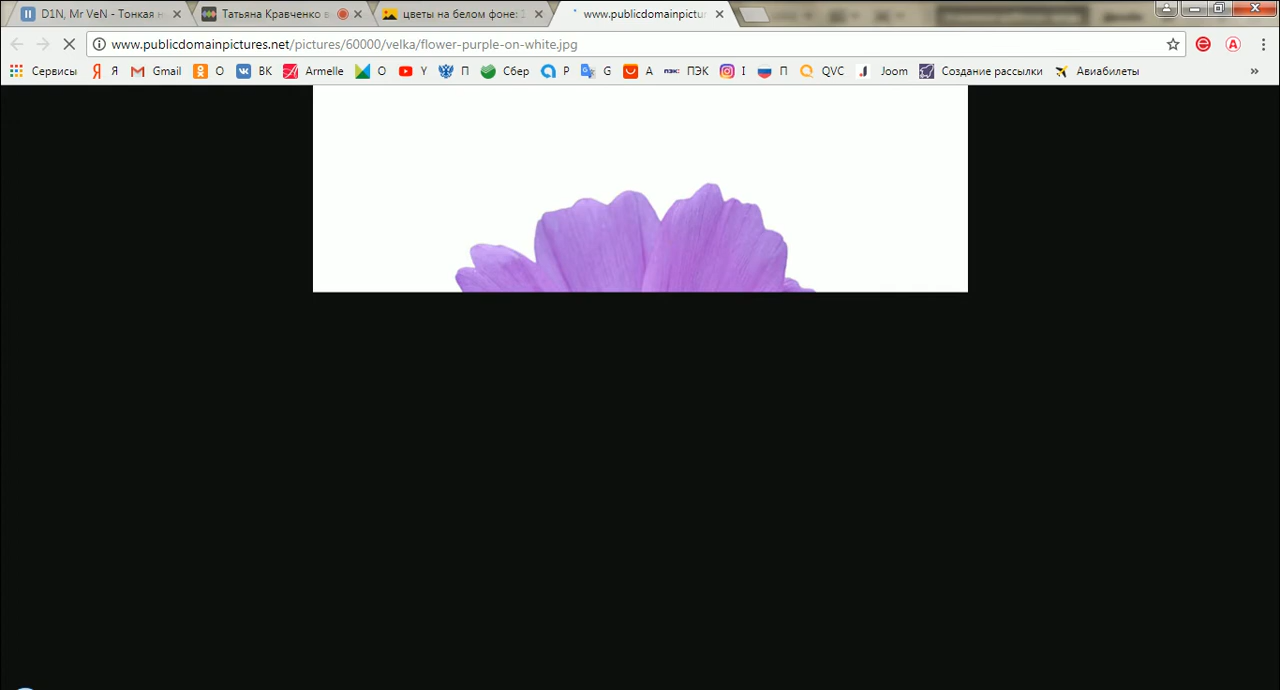 D1N, Mr VeN - Тонкая н
Татьяна Кравченко в
цветы на белом фоне:
www.publicdomainpictur
www.publicdomainpictures.net/pictures/60000/velka/flower-purple-on-white.jpg
Сервисы Я Я Gmail О ВК Armelle О Y П Сбер Р G А ПЭК ПЭК I П QVC J Joom Создание рассылки Авиабилеты »